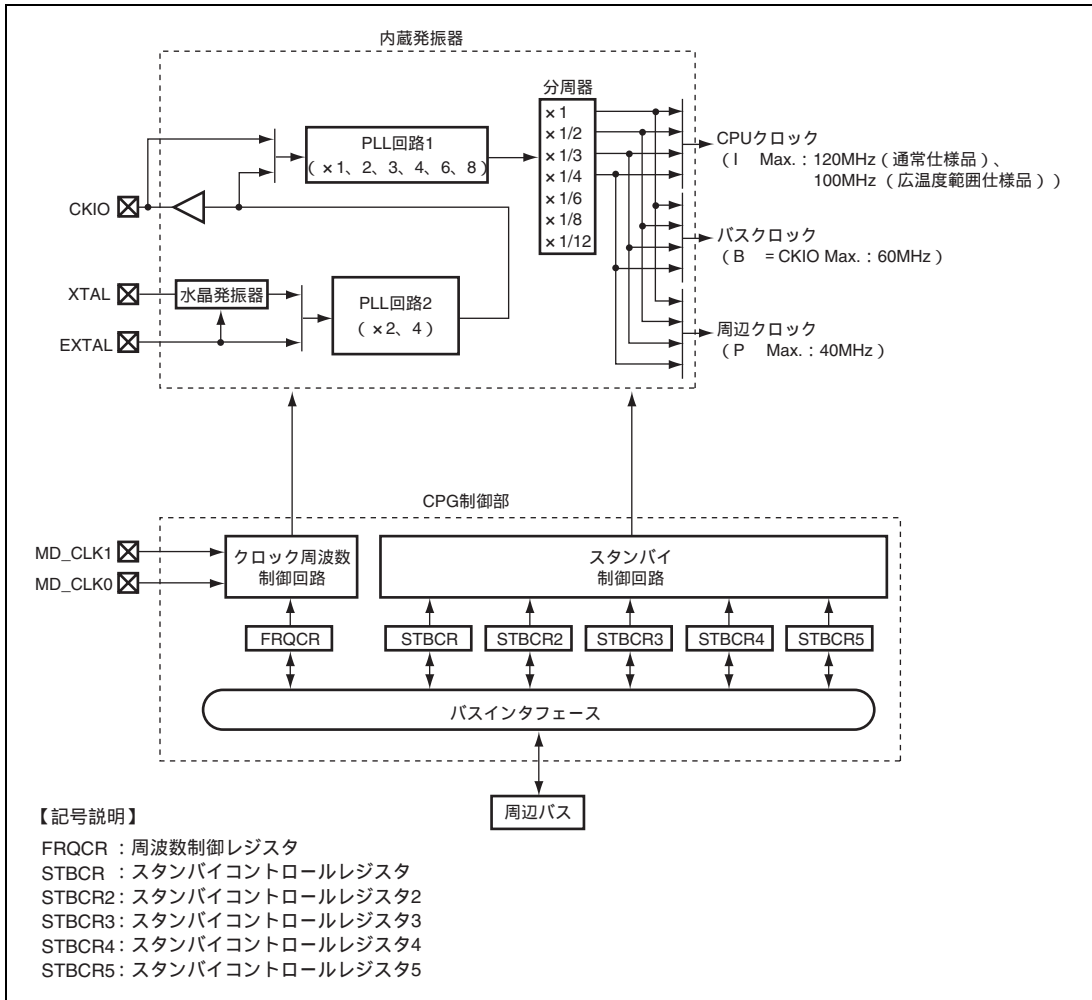 内蔵発振器
分周器
×1
×1/2
×1/3
×1/4
×1/6
×1/8
×1/12
PLL回路1
（×1、2、3、4、6、8）
CPUクロック
（I　Max.：120MHz（通常仕様品）、
100MHz（広温度範囲仕様品））
CKIO
バスクロック
（B　=CKIO Max.：60MHz）
XTAL
水晶発振器
PLL回路2
（×2、4）
EXTAL
周辺クロック
（P　Max.：40MHz）
CPG制御部
MD_CLK1
MD_CLK0
クロック周波数
制御回路
スタンバイ
制御回路
FRQCR
STBCR
STBCR2
STBCR3
STBCR4
STBCR5
バスインタフェース
周辺バス
【記号説明】
FRQCR ：周波数制御レジスタ
STBCR ：スタンバイコントロールレジスタ
STBCR2：スタンバイコントロールレジスタ2
STBCR3：スタンバイコントロールレジスタ3
STBCR4：スタンバイコントロールレジスタ4
STBCR5：スタンバイコントロールレジスタ5